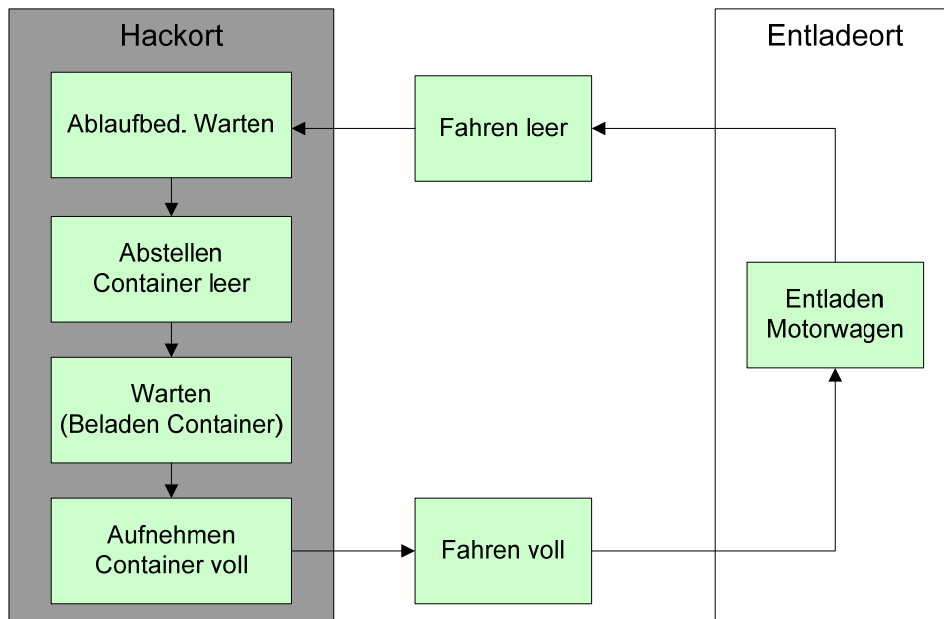 Hackort
Entladeort
Ablaufbed. Warten
Fahren leer
Abstellen
Container leer
Entladen
Motorwagen
Warten
(Beladen Container)
Aufnehmen
Container voll
Fahren voll